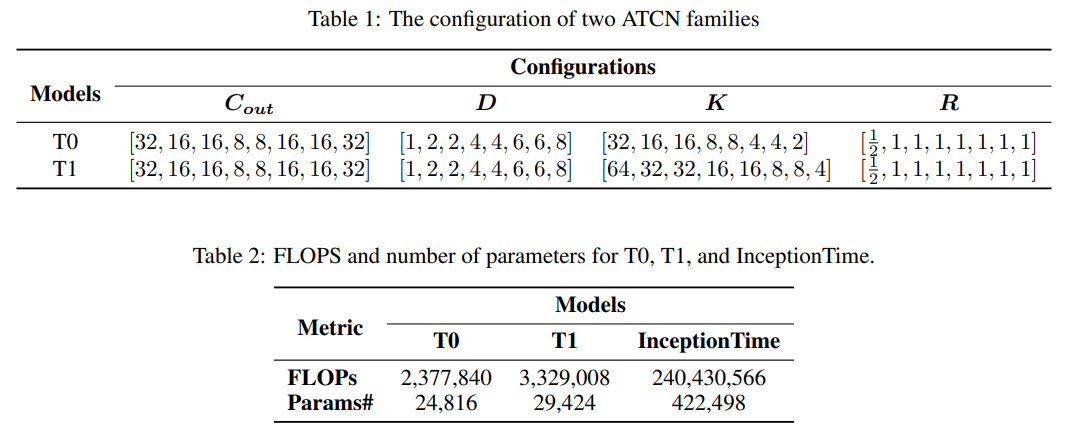 Table 1: The configuration of two ATCN families
Models
Configurations
C_out D K R
T0 [32, 16, 16, 8, 8, 16, 16, 32] [1, 2, 2, 4, 4, 6, 6, 8] [32, 16, 16, 8, 8, 4, 4, 2] [1/2, 1, 1, 1, 1, 1, 1, 1]
T1 [32, 16, 16, 8, 8, 16, 16, 32] [1, 2, 2, 4, 4, 6, 6, 8] [64, 32, 32, 16, 16, 8, 8, 4] [1/2, 1, 1, 1, 1, 1, 1, 1]
Table 2: FLOPS and number of parameters for T0, T1, and InceptionTime.
Metric
Models
T0 T1 InceptionTime
FLOPs 2,377,840 3,329,008 240,430,566
Params# 24,816 29,424 422,498